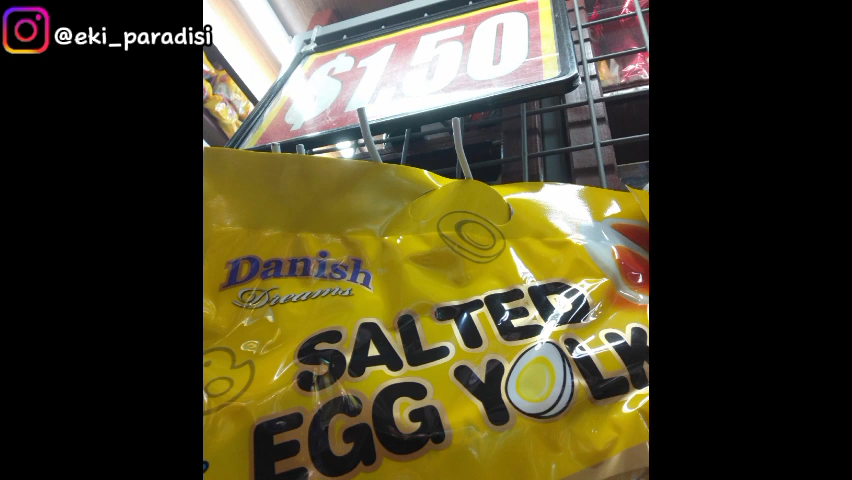 @eki_paradisi
$1.50
Danish
Dreams
SALTED
EGG YOLK